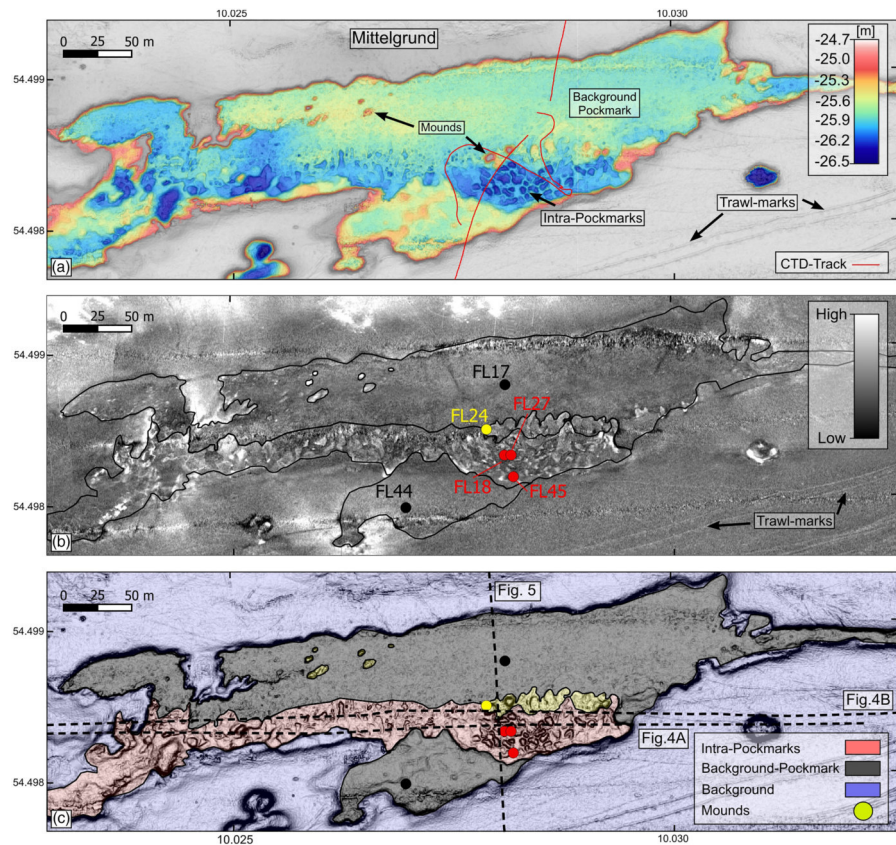 10.025
10.030
0 25 50 m
Mittelgrund
[m]
-24.7
-25.0
-25.3
-25.6
-25.9
-26.2
-26.5
54.499
Background
Pockmark
Mounds
Intra-Pockmarks
Trawl-marks
54.498
(a)
CTD-Track
0 25 50 m
High
Low
54.499
FL17
FL27
FL24
FL18
FL45
FL44
54.498
Trawl-marks
(b)
0 25 50 m
Fig. 5
54.499
Fig.4B
Fig.4A
54.498
Intra-Pockmarks
Background-Pockmark
Background
Mounds
(c)
10.025
10.030